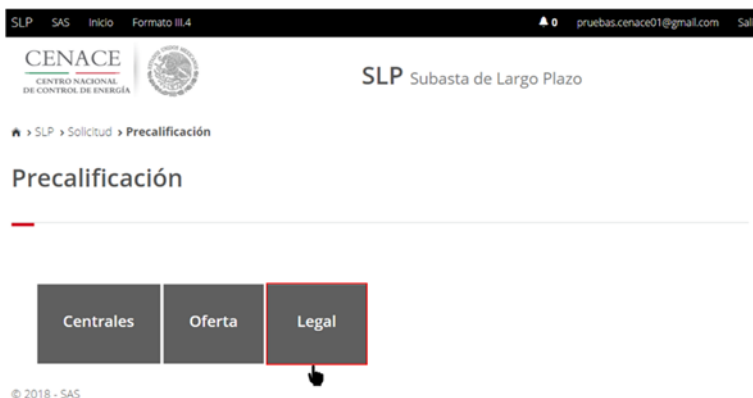 SLP SAS Inicio Formato III.4 0 pruebas.cenace01@gmail.com Sali
CENACE
CENTRO NACIONAL
DE CONTROL DE ENERGÍA
SLP Subasta de Largo Plazo
> SLP > Solicitud > Precalificación
Precalificación
Centrales Oferta Legal
© 2018 - SAS